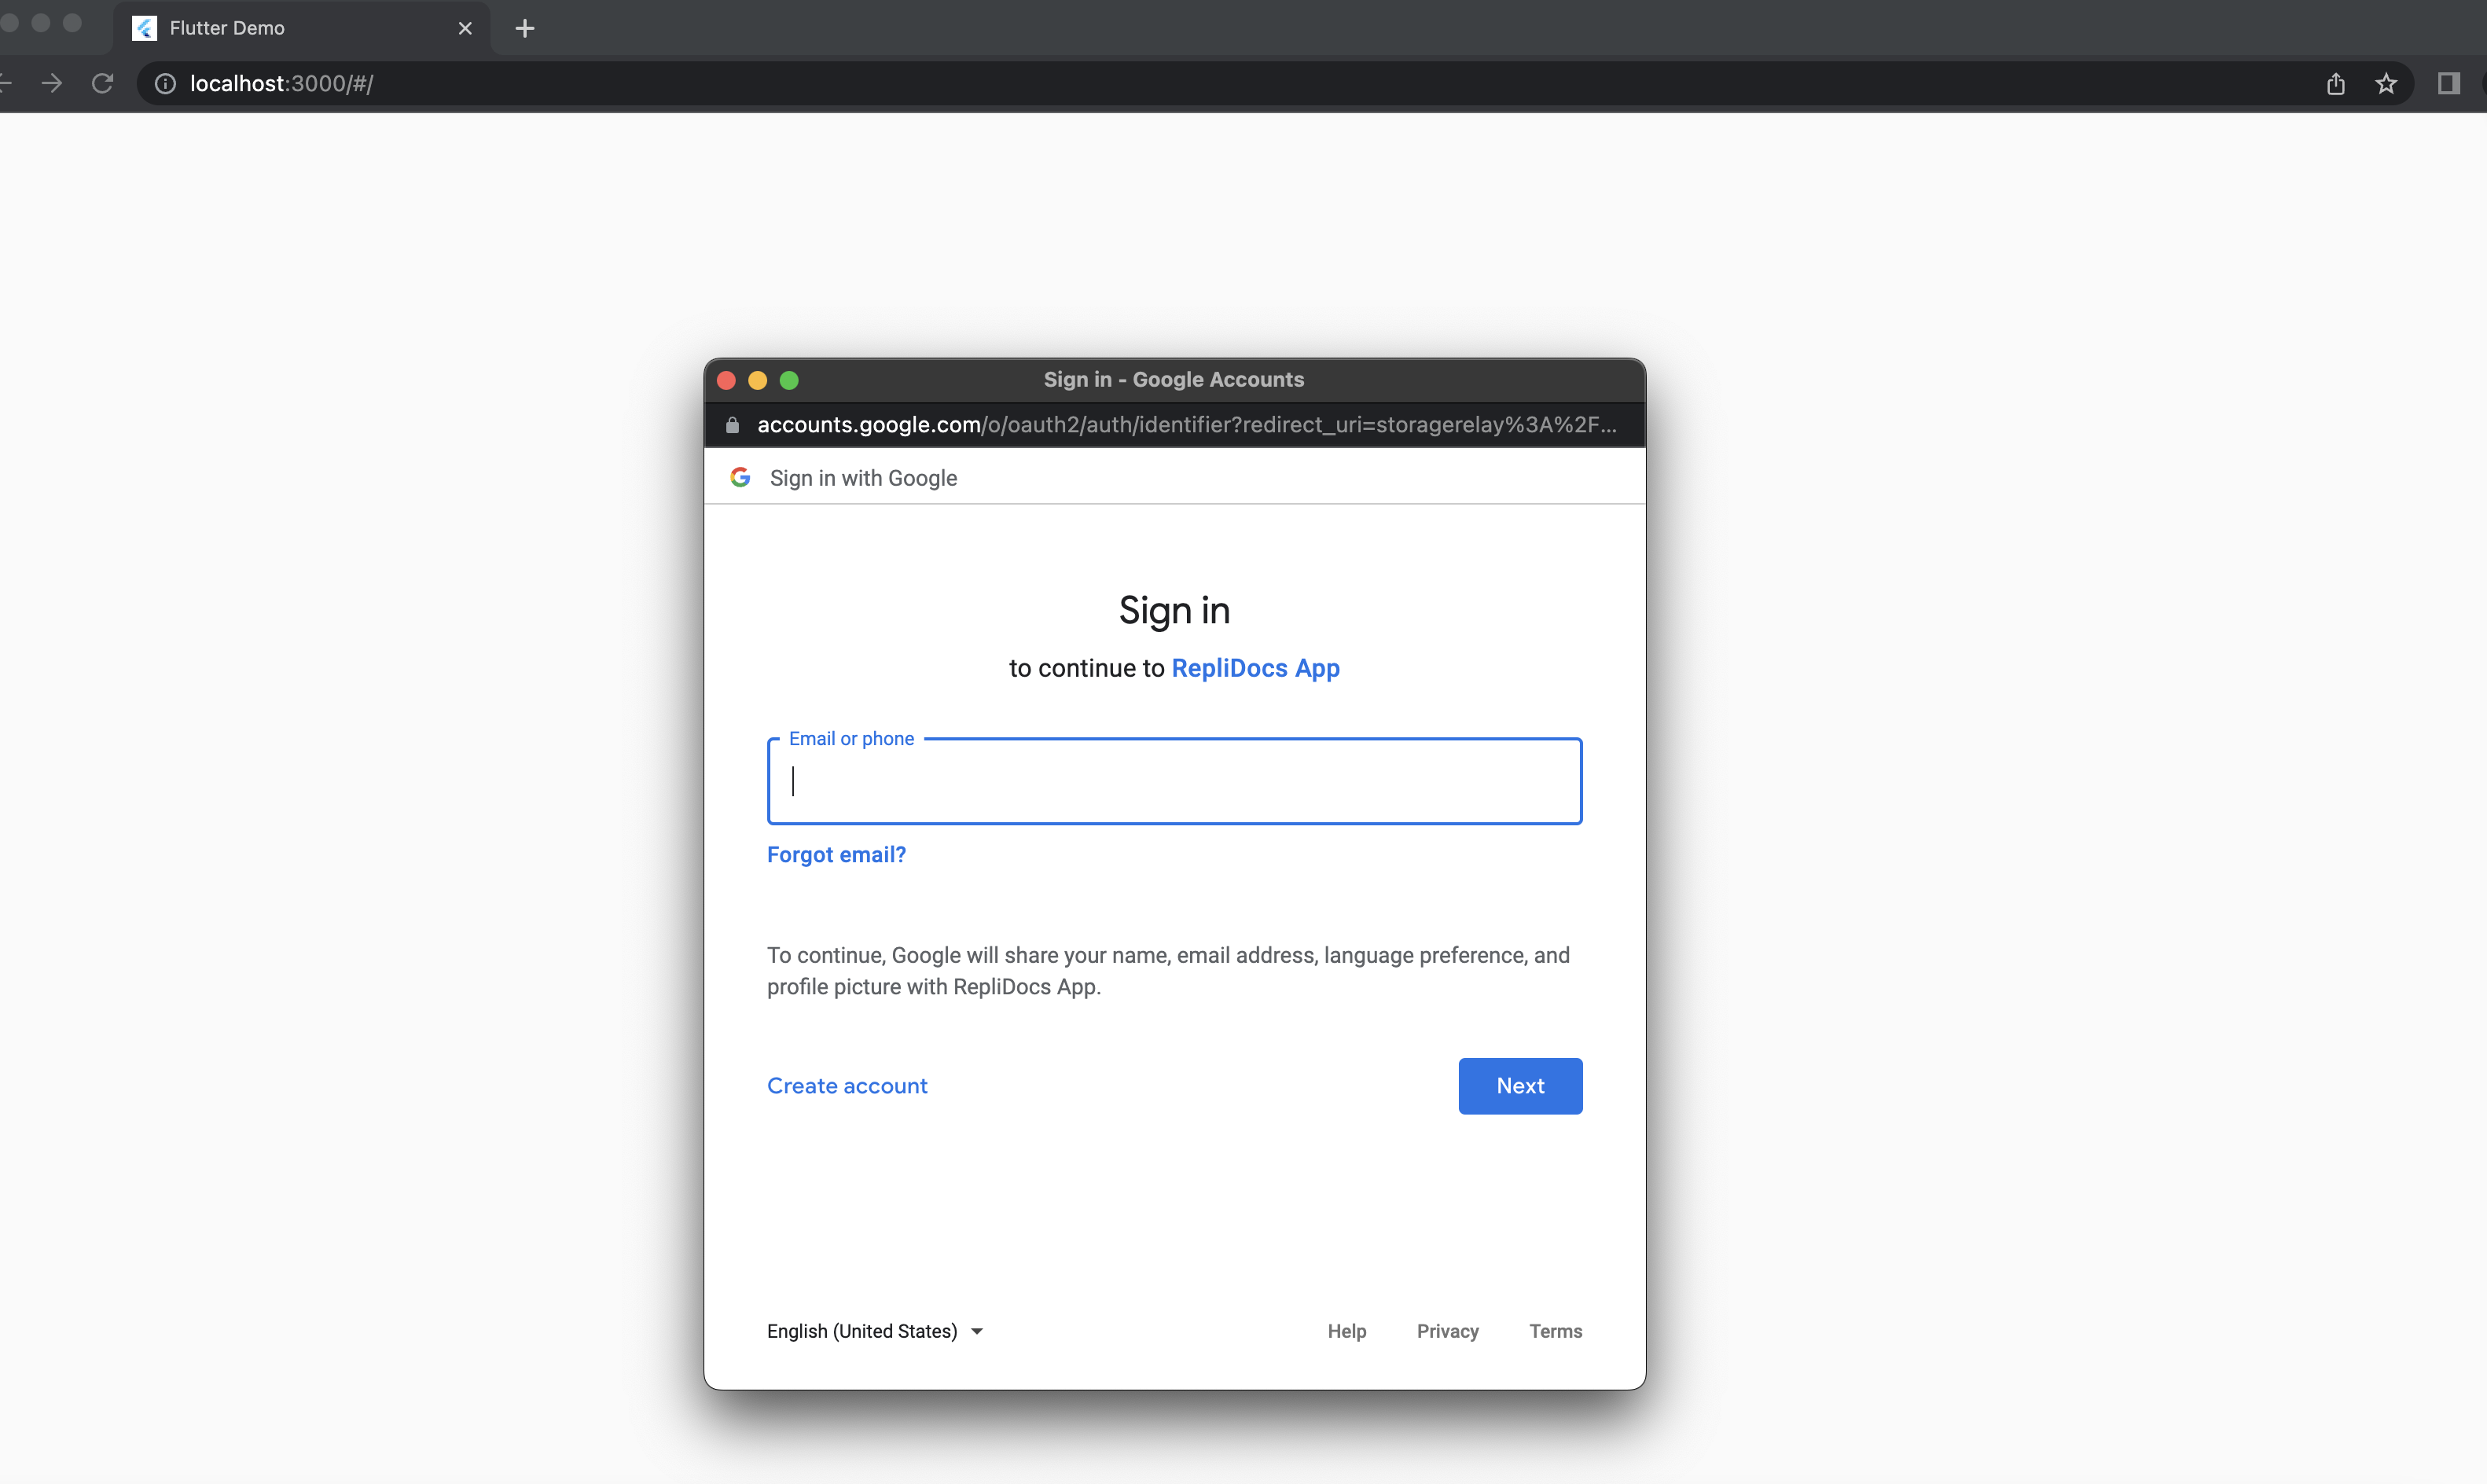 Flutter Demo
localhost:3000/#/
Sign in - Google Accounts
accounts.google.com/o/oauth2/auth/identifier?redirect_uri=storagerelay%3A%2F...
Sign in with Google
Sign in
to continue to RepliDocs App
Email or phone
Forgot email?
To continue, Google will share your name, email address, language preference, and
profile picture with RepliDocs App.
Create account
Next
English (United States)
Help Privacy Terms